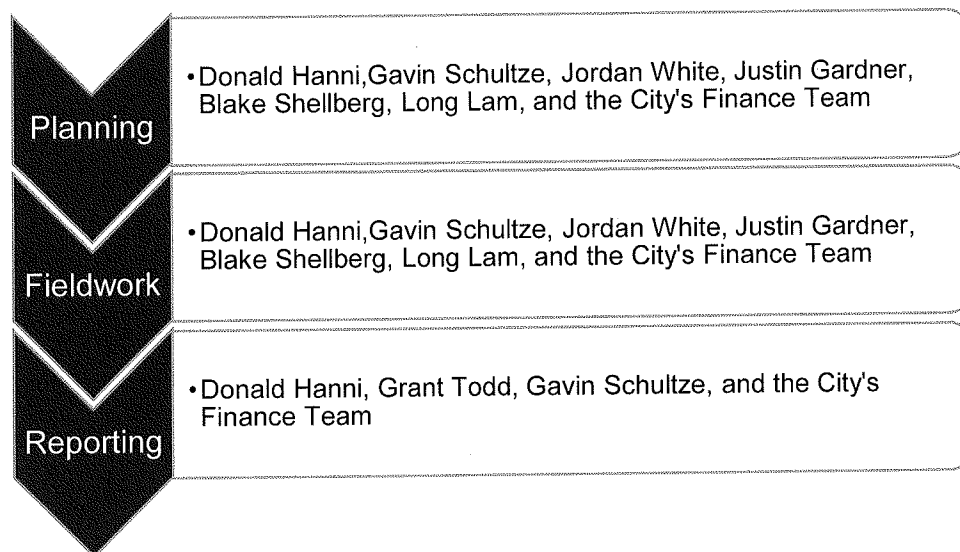 Planning
•Donald Hanni,Gavin Schultze, Jordan White, Justin Gardner,
Blake Shellberg, Long Lam, and the City's Finance Team
Fieldwork
•Donald Hanni,Gavin Schultze, Jordan White, Justin Gardner,
Blake Shellberg, Long Lam, and the City's Finance Team
Reporting
•Donald Hanni, Grant Todd, Gavin Schultze, and the City's
Finance Team